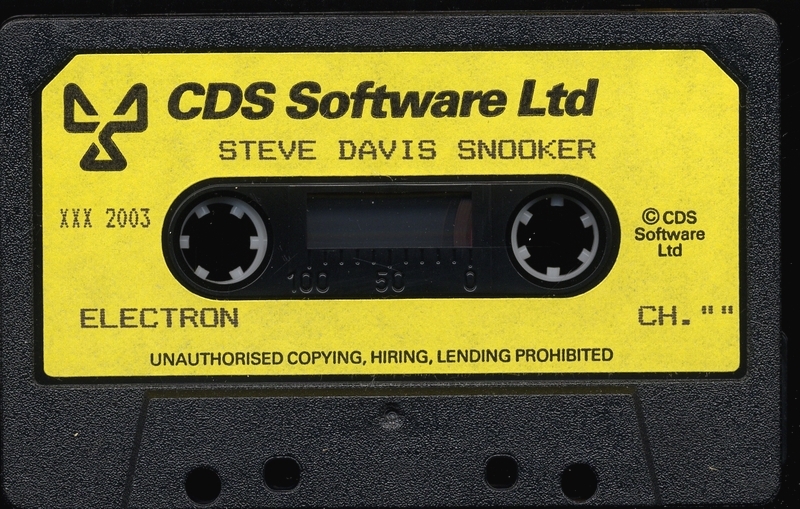 CDS Software Ltd
STEVE DAVIS SNOOKER
XXX 2003
© CDS
Software
Ltd
100 50 0
ELECTRON
CH.""
UNAUTHORISED COPYING, HIRING, LENDING PROHIBITED